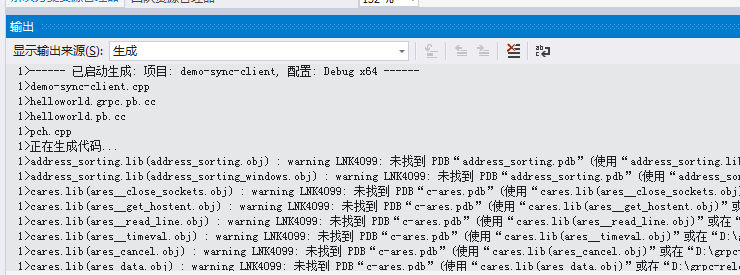 132 %
输出
显示输出来源(S): 生成
1>------ 已启动生成: 项目: demo-sync-client, 配置: Debug x64 ------
1>demo-sync-client.cpp
1>helloworld.grpc.pb.cc
1>helloworld.pb.cc
1>pch.cpp
1>正在生成代码...
1>address_sorting.lib(address_sorting.obj) : warning LNK4099: 未找到 PDB“address_sorting.pdb”(使用“address_sorting.lib
1>address_sorting.lib(address_sorting_windows.obj) : warning LNK4099: 未找到 PDB“address_sorting.pdb”(使用“address_sor
1>cares.lib(ares__close_sockets.obj) : warning LNK4099: 未找到 PDB“c-ares.pdb”(使用“cares.lib(ares__close_sockets.obj)
1>cares.lib(ares__get_hostent.obj) : warning LNK4099: 未找到 PDB“c-ares.pdb”(使用“cares.lib(ares__get_hostent.obj)”或
1>cares.lib(ares__read_line.obj) : warning LNK4099: 未找到 PDB“c-ares.pdb”(使用“cares.lib(ares__read_line.obj)”或在“D
1>cares.lib(ares__timeval.obj) : warning LNK4099: 未找到 PDB“c-ares.pdb”(使用“cares.lib(ares__timeval.obj)”或在“D:\g
1>cares.lib(ares_cancel.obj) : warning LNK4099: 未找到 PDB“c-ares.pdb”(使用“cares.lib(ares_cancel.obj)”或在“D:\grpc
1>cares.lib(ares_data.obj) : warning LNK4099: 未找到 PDB“c-ares.pdb”(使用“cares.lib(ares_data.obj)”或在“D:\grpc-rel